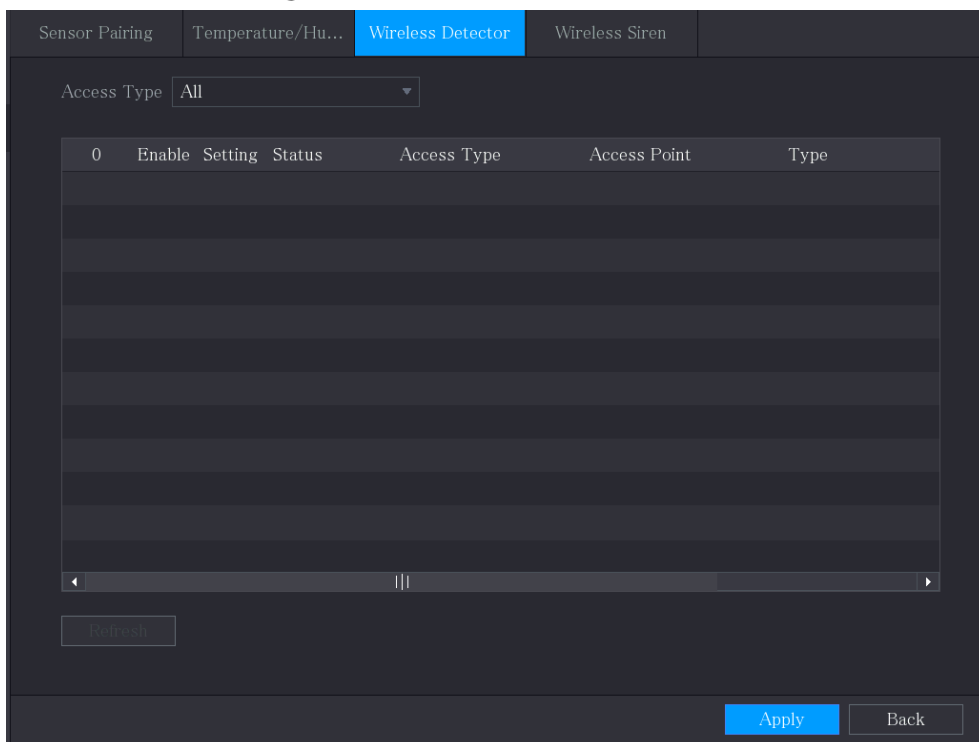 Sensor Pairing Temperature/Hu... Wireless Detector Wireless Siren
Access Type All
0 Enable Setting Status Access Type Access Point Type
Refresh
Apply Back